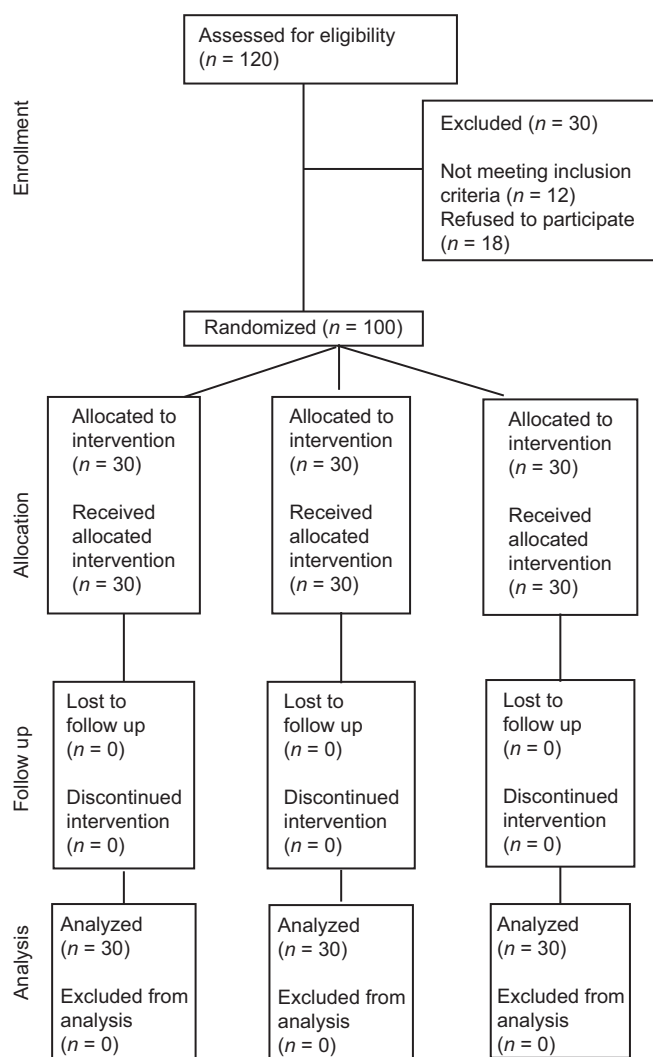 Assessed for eligibility
(n = 120)
Enrollment
Excluded (n = 30)
Not meeting inclusion
criteria (n = 12)
Refused to participate
(n = 18)
Randomized (n = 100)
Allocation
Allocated to
intervention
(n = 30)
Received
allocated
intervention
(n = 30)
Allocated to
intervention
(n = 30)
Received
allocated
intervention
(n = 30)
Allocated to
intervention
(n = 30)
Received
allocated
intervention
(n = 30)
Follow up
Lost to
follow up
(n = 0)
Discontinued
intervention
(n = 0)
Lost to
follow up
(n = 0)
Discontinued
intervention
(n = 0)
Lost to
follow up
(n = 0)
Discontinued
intervention
(n = 0)
Analysis
Analyzed
(n = 30)
Excluded from
analysis
(n = 0)
Analyzed
(n = 30)
Excluded from
analysis
(n = 0)
Analyzed
(n = 30)
Excluded from
analysis
(n = 0)